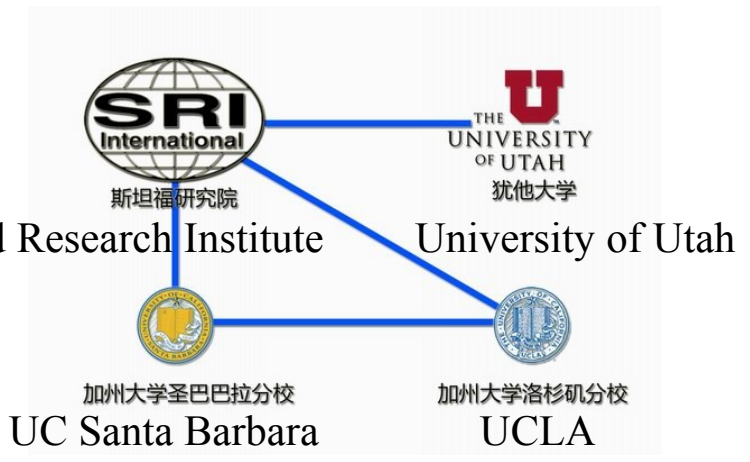 SRI
International
THE U
UNIVERSITY
OF UTAH
斯坦福研究院
犹他大学
d Research Institute
University of Utah
加州大学圣巴巴拉分校
加州大学洛杉矶分校
UC Santa Barbara
UCLA